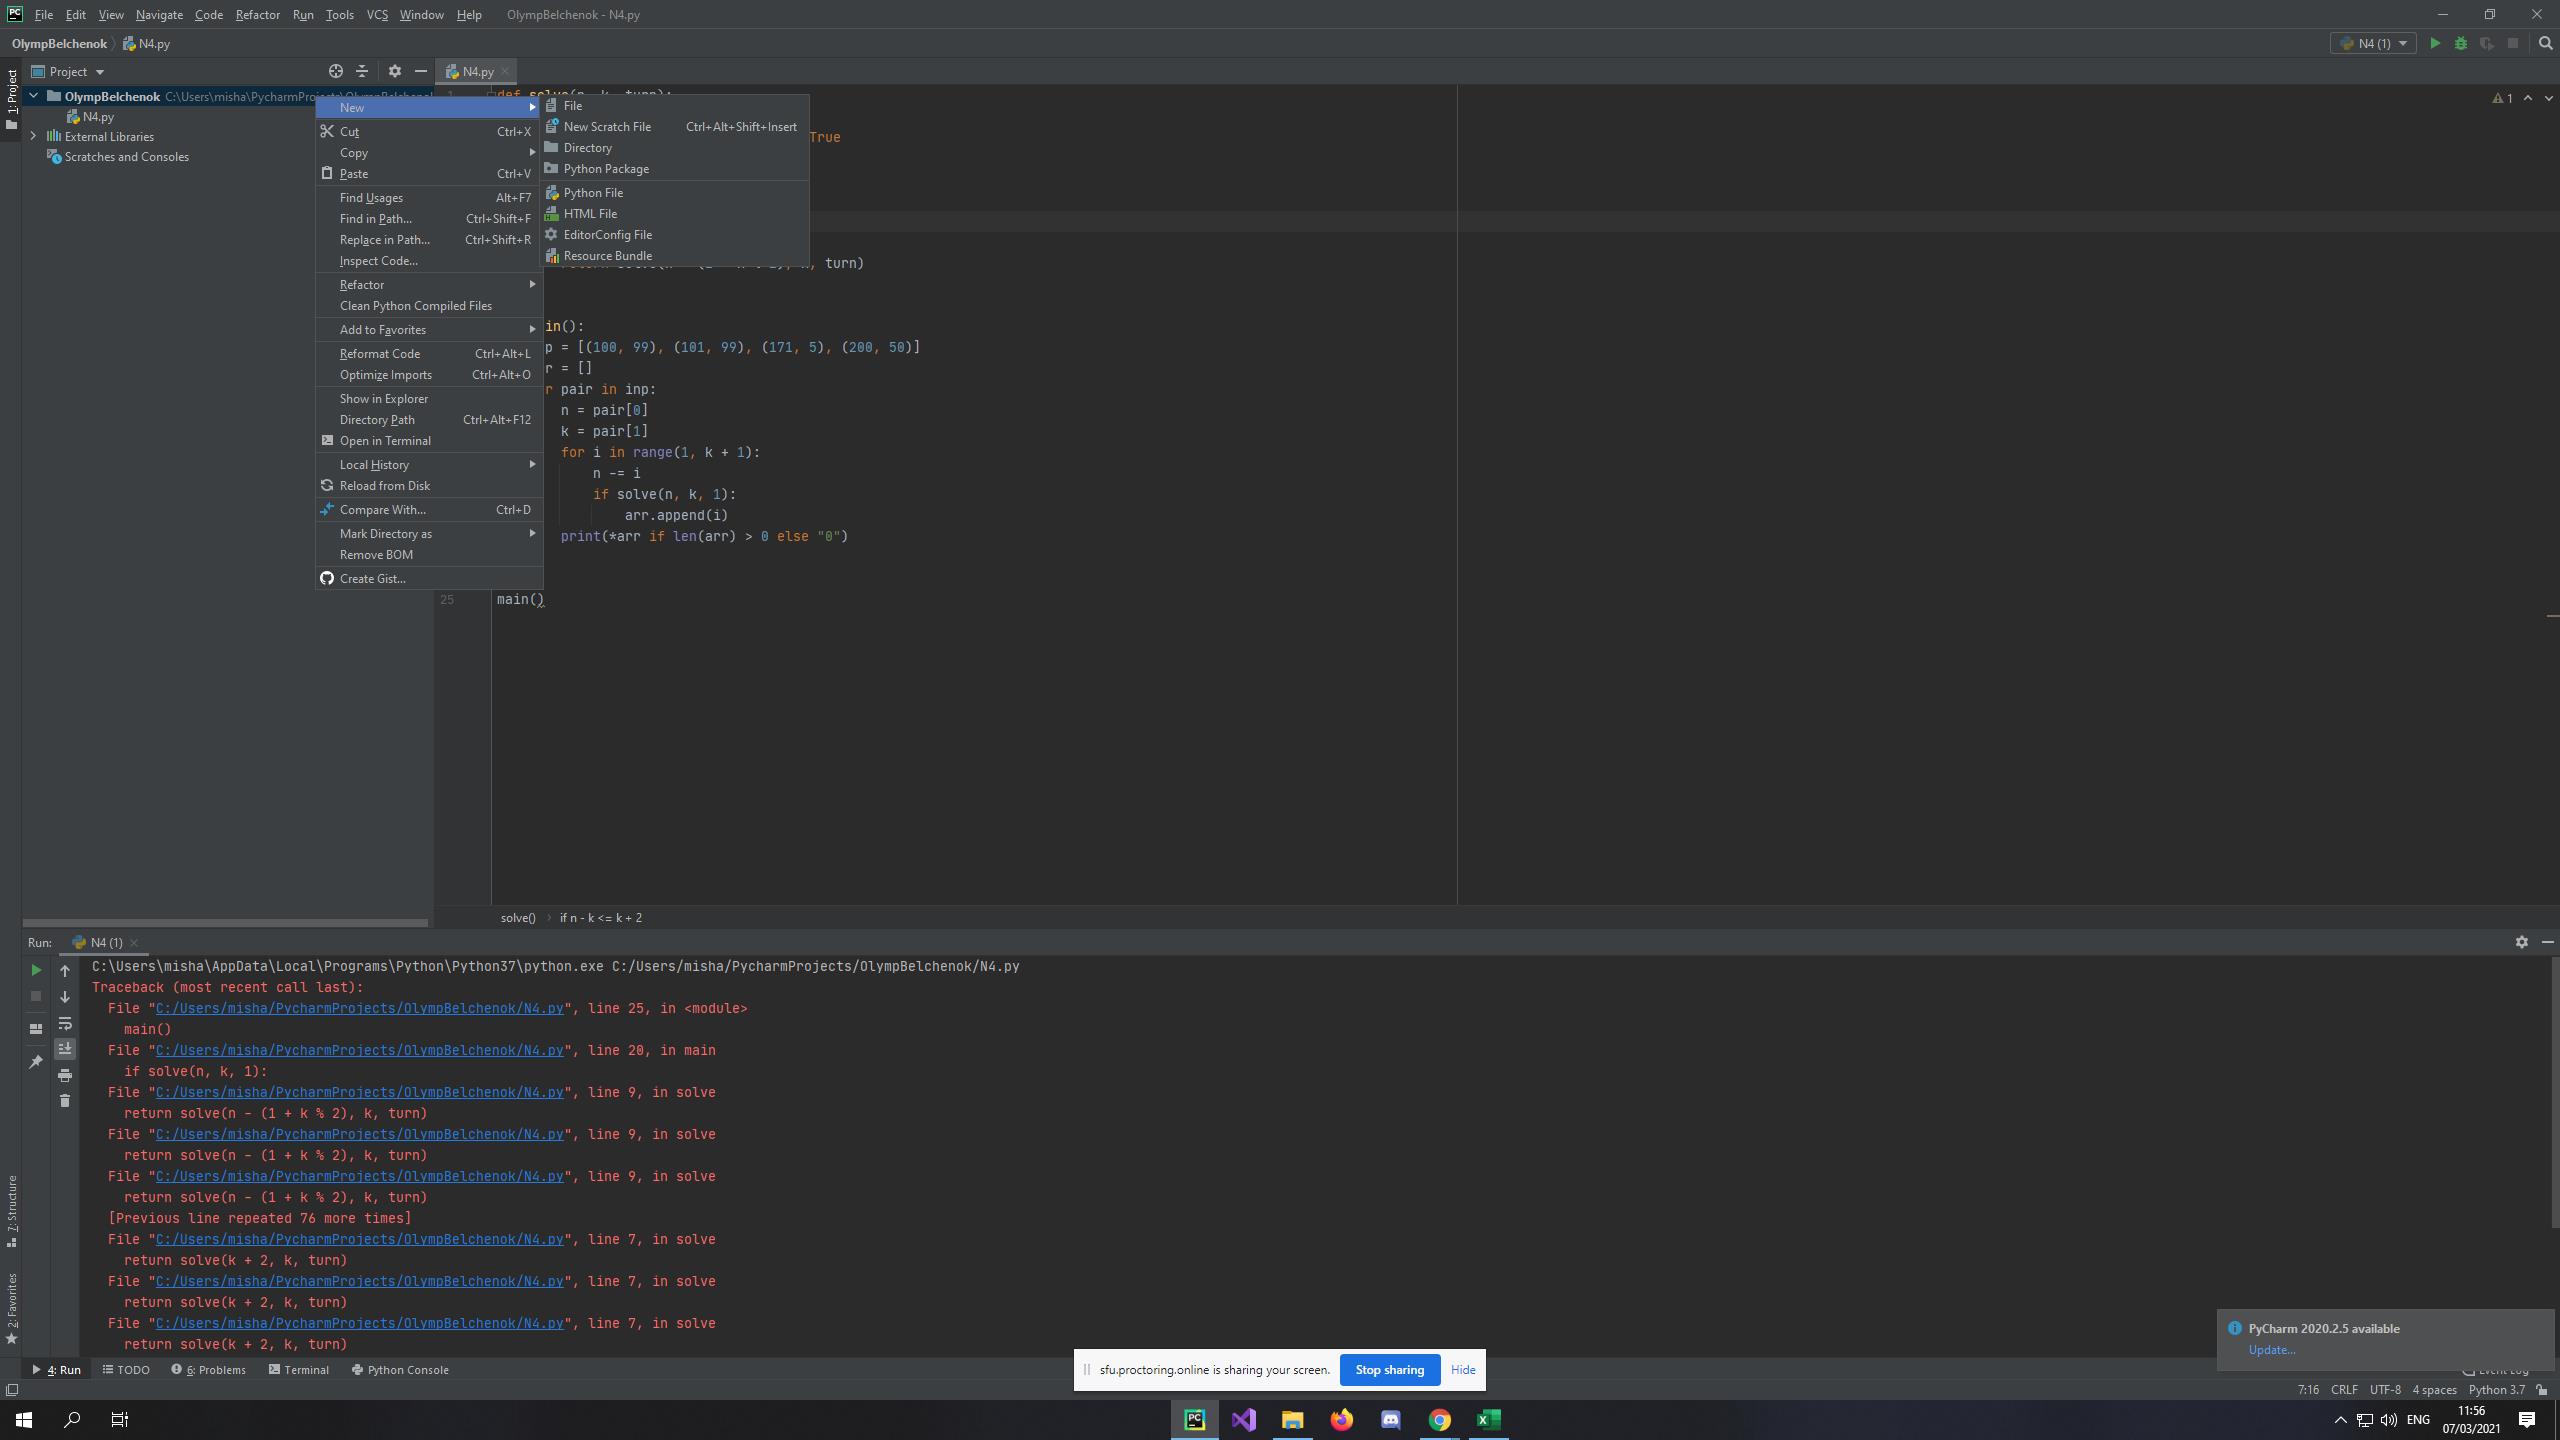 File Edit View Navigate Code Refactor Run Tools VCS Window Help OlympBelchenok - N4.py
OlympBelchenok N4.py N4 (1)
Project N4.py
1: Project
OlympBelchenok C:\Users\misha\PycharmProjects\OlympBelchenok
N4.py
External Libraries
Scratches and Consoles
New
Cut Ctrl+X
Copy
Paste Ctrl+V
Find Usages Alt+F7
Find in Path... Ctrl+Shift+F
Replace in Path... Ctrl+Shift+R
Inspect Code...
Refactor
Clean Python Compiled Files
Add to Favorites
Reformat Code Ctrl+Alt+L
Optimize Imports Ctrl+Alt+O
Show in Explorer
Directory Path Ctrl+Alt+F12
Open in Terminal
Local History
Reload from Disk
Compare With... Ctrl+D
Mark Directory as
Remove BOM
Create Gist...
File
New Scratch File Ctrl+Alt+Shift+Insert
Directory
Python Package
Python File
HTML File
EditorConfig File
Resource Bundle
1 def solve(n, k, turn):
True
, turn)
in():
p = [(100, 99), (101, 99), (171, 5), (200, 50)]
r = []
r pair in inp:
n = pair[0]
k = pair[1]
for i in range(1, k + 1):
n -= i
if solve(n, k, 1):
arr.append(i)
print(*arr if len(arr) > 0 else "0")
25 main()
1
solve() if n - k <= k + 2
Run: N4 (1)
C:\Users\misha\AppData\Local\Programs\Python\Python37\python.exe C:/Users/misha/PycharmProjects/OlympBelchenok/N4.py
Traceback (most recent call last):
File "C:/Users/misha/PycharmProjects/OlympBelchenok/N4.py", line 25, in <module>
main()
File "C:/Users/misha/PycharmProjects/OlympBelchenok/N4.py", line 20, in main
if solve(n, k, 1):
File "C:/Users/misha/PycharmProjects/OlympBelchenok/N4.py", line 9, in solve
return solve(n - (1 + k % 2), k, turn)
File "C:/Users/misha/PycharmProjects/OlympBelchenok/N4.py", line 9, in solve
return solve(n - (1 + k % 2), k, turn)
File "C:/Users/misha/PycharmProjects/OlympBelchenok/N4.py", line 9, in solve
return solve(n - (1 + k % 2), k, turn)
[Previous line repeated 76 more times]
File "C:/Users/misha/PycharmProjects/OlympBelchenok/N4.py", line 7, in solve
return solve(k + 2, k, turn)
File "C:/Users/misha/PycharmProjects/OlympBelchenok/N4.py", line 7, in solve
return solve(k + 2, k, turn)
File "C:/Users/misha/PycharmProjects/OlympBelchenok/N4.py", line 7, in solve
return solve(k + 2, k, turn)
7: Structure
2: Favorites
PyCharm 2020.2.5 available
Update...
sfu.proctoring.online is sharing your screen. Stop sharing Hide
4: Run TODO 6: Problems Terminal Python Console Event Log
7:16 CRLF UTF-8 4 spaces Python 3.7
ENG 11:56
07/03/2021